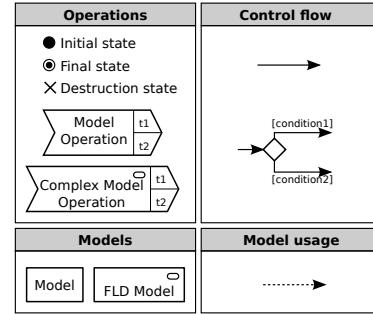 Operations
Initial state
Final state
Destruction state
Model
Operation
t1
t2
Complex Model
Operation
t1
t2
Control flow
[condition1]
[condition2]
Models
Model
FLD Model
Model usage